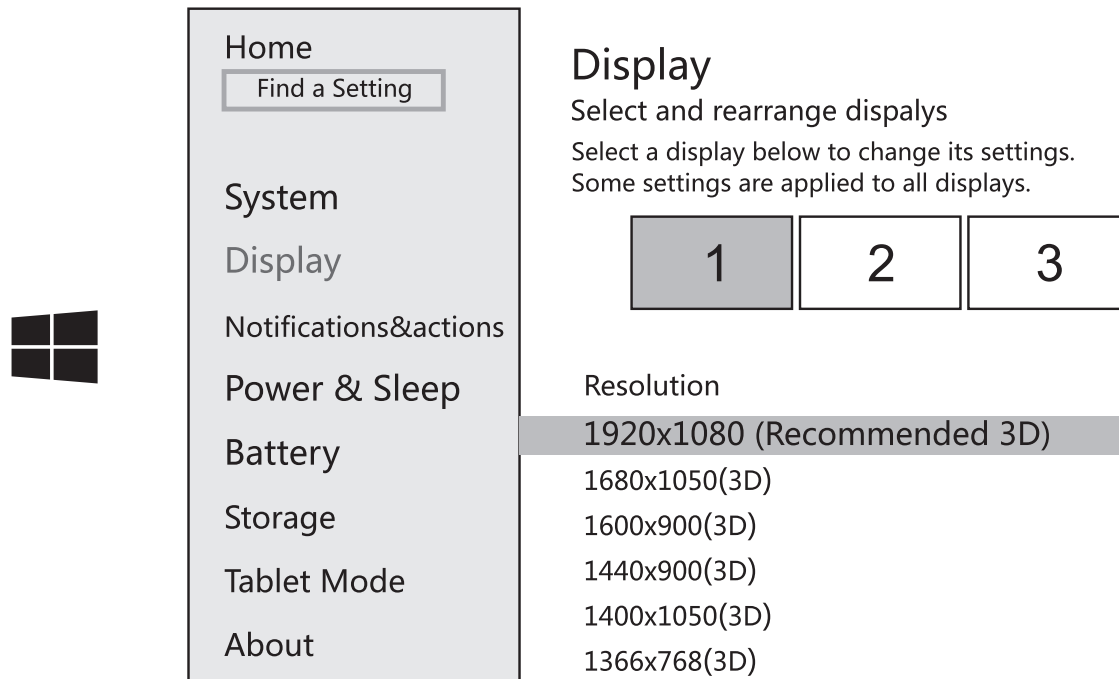 Home
Find a Setting
System
Display
Notifications&actions
Power & Sleep
Battery
Storage
Tablet Mode
About
Display
Select and rearrange dispalys
Select a display below to change its settings.
Some settings are applied to all displays.
1 2 3
Resolution
1920x1080 (Recommended 3D)
1680x1050(3D)
1600x900(3D)
1440x900(3D)
1400x1050(3D)
1366x768(3D)